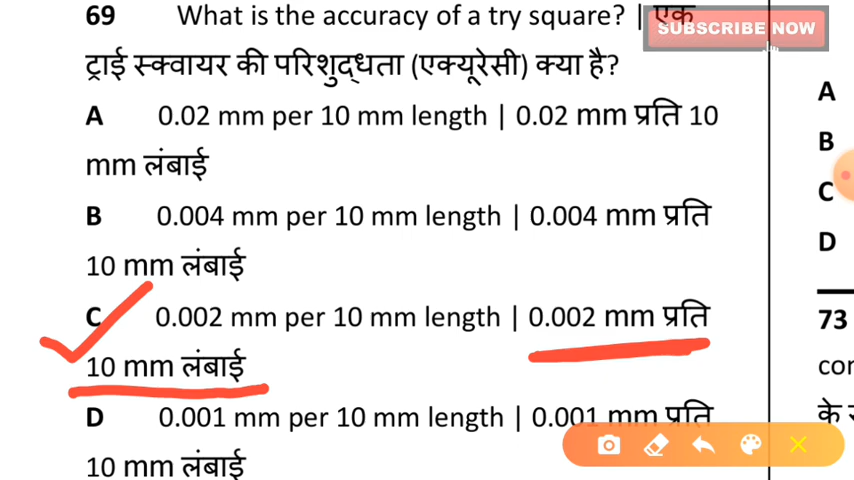 69 What is the accuracy of a try square? | एक
SUBSCRIBE NOW
ट्राई स्क्वायर की परिशुद्धता (एक्यूरेसी) क्या है?
A 0.02 mm per 10 mm length | 0.02 mm प्रति 10
mm लंबाई
B 0.004 mm per 10 mm length | 0.004 mm प्रति
10 mm लंबाई
C 0.002 mm per 10 mm length | 0.002 mm प्रति
10 mm लंबाई
D 0.001 mm per 10 mm length | 0.001 mm प्रति
10 mm लंबाई
A
B
C
D
73
con
के